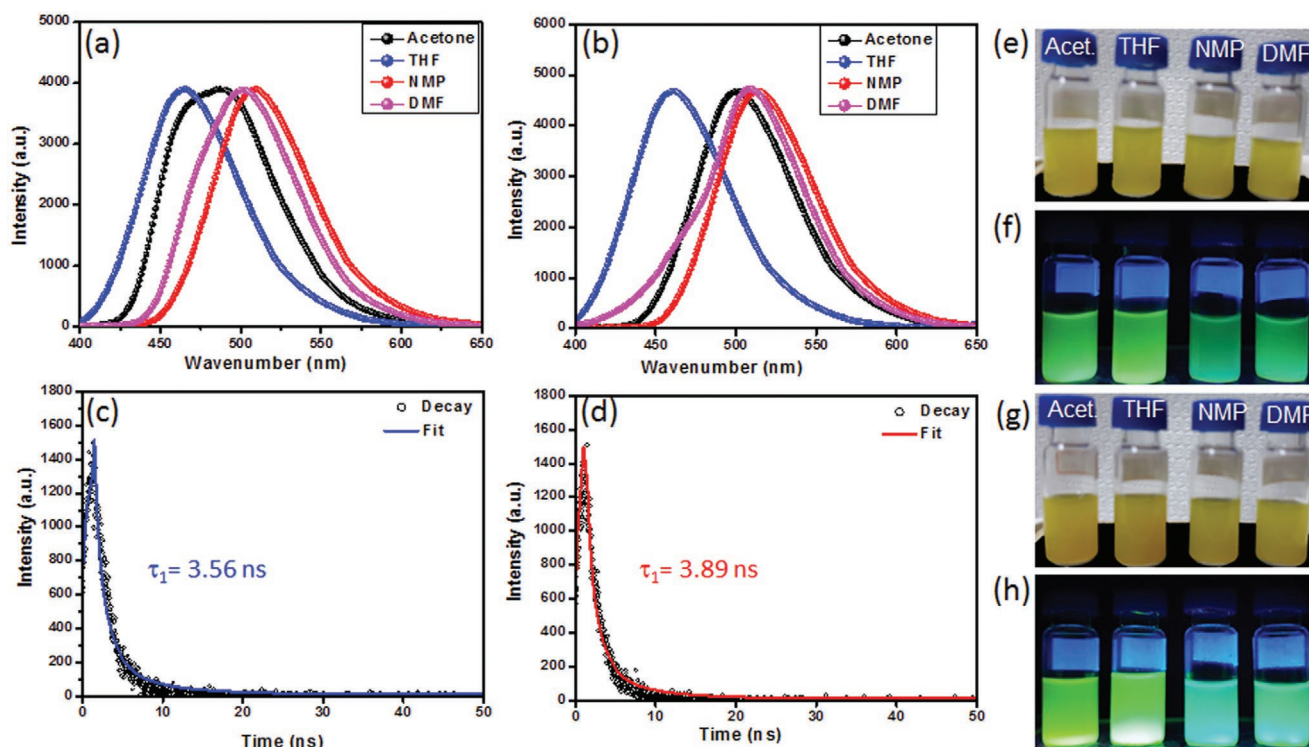 (a)
Acetone
THF
NMP
DMF
5000
4000
3000
2000
1000
0
Intensity (a.u.)
400 450 500 550 600 650
Wavenumber (nm)
(b)
Acetone
THF
NMP
DMF
6000
5000
4000
3000
2000
1000
0
Intensity (a.u.)
400 450 500 550 600 650
Wavenumber (nm)
(e)
Acet. THF NMP DMF
(f)
(c)
Decay
Fit
1800
1600
1400
1200
1000
800
600
400
200
0
Intensity (a.u.)
τ1= 3.56 ns
0 10 20 30 40 50
Time (ns)
(d)
Decay
Fit
1800
1600
1400
1200
1000
800
600
400
200
0
Intensity (a.u.)
τ1= 3.89 ns
0 10 20 30 40 50
Time (ns)
(g)
Acet. THF NMP DMF
(h)